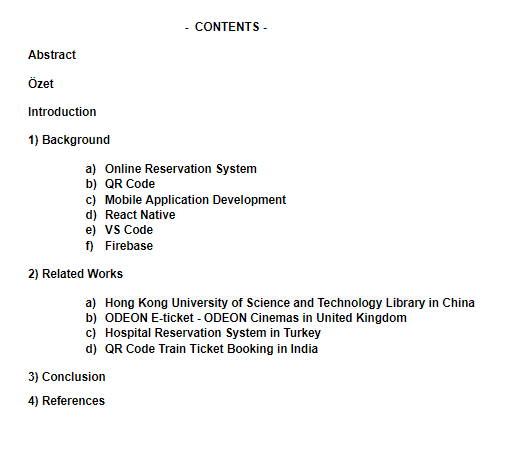 - CONTENTS -
Abstract
Özet
Introduction
1) Background
a) Online Reservation System
b) QR Code
c) Mobile Application Development
d) React Native
e) VS Code
f) Firebase
2) Related Works
a) Hong Kong University of Science and Technology Library in China
b) ODEON E-ticket - ODEON Cinemas in United Kingdom
c) Hospital Reservation System in Turkey
d) QR Code Train Ticket Booking in India
3) Conclusion
4) References